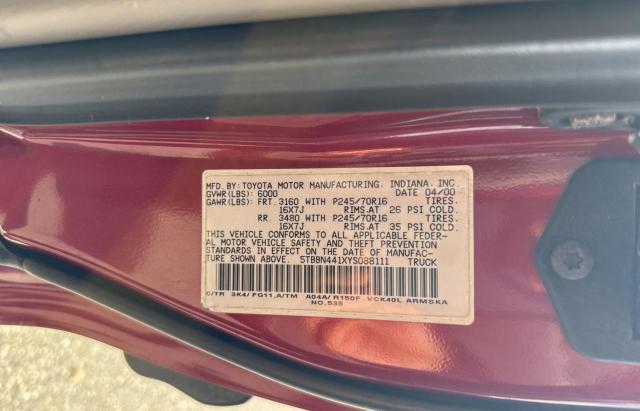 MFD. BY: TOYOTA MOTOR MANUFACTURING, INDIANA, INC.
GVWR(LBS): 6000 DATE 04/00
GAWR(LBS): FRT. 3160 WITH P245/70R16 TIRES.
16X7J RIMS.AT 26 PSI COLD.
RR. 3480 WITH P245/70R16 TIRES.
16X7J RIMS.AT 35 PSI COLD.
THIS VEHICLE CONFORMS TO ALL APPLICABLE FEDER-
AL MOTOR VEHICLE SAFETY AND THEFT PREVENTION
STANDARDS IN EFFECT ON THE DATE OF MANUFAC-
TURE SHOWN ABOVE. 5TBBN441XYS088111 TRUCK
C/TR 3K4/ FG11,A/TM A04A/ R150F VCK40L ARMSKA
NO.535